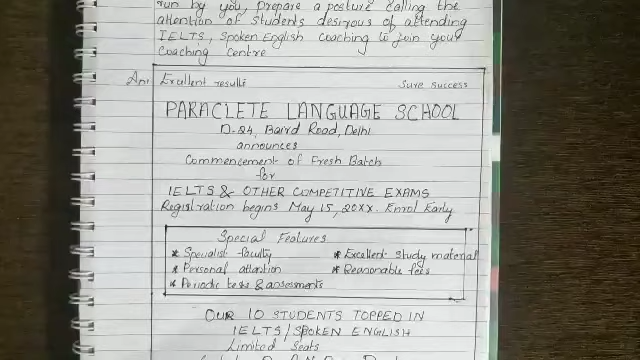 run by you, prepare a posture calling the
attention of students desirous of attending
IELTS, Spoken English coaching to join your
Coaching Centre
Ans Excellent results Sure success
PARACLETE LANGUAGE SCHOOL
D-24, Baird Road, Delhi
announces
Commencement of Fresh Batch
for
IELTS & OTHER COMPETITIVE EXAMS
Registration begins May 15, 20XX. Enrol Early
Special Features
* Specialist faculty * Excellent study material
* Personal attention * Reasonable fees
* Periodic tests & assessments
OUR 10 STUDENTS TOPPED IN
IELTS/SPOKEN ENGLISH
Limited Seats